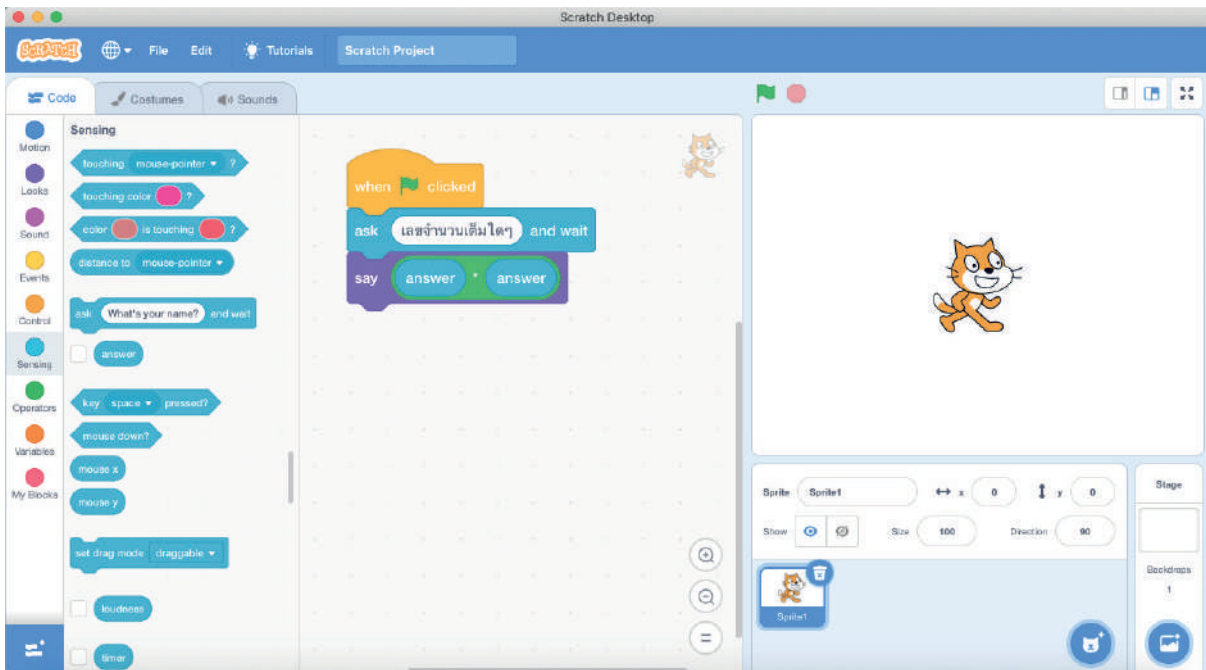 Scratch Desktop
SCRATCH File Edit Tutorials Scratch Project
Code Costumes Sounds
Motion
Looks
Sound
Events
Control
Sensing
Operators
Variables
My Blocks
Sensing
touching mouse-pointer ?
touching color ?
color is touching ?
distance to mouse-pointer
ask What's your name? and wait
answer
key space pressed?
mouse down?
mouse x
mouse y
set drag mode draggable
loudness
timer
when clicked
ask เลขจำนวนเต็มใดๆ and wait
say answer * answer
Sprite Sprite1 x 0 y 0
Show Size 100 Direction 90
Sprite1
Stage
Backdrops
1